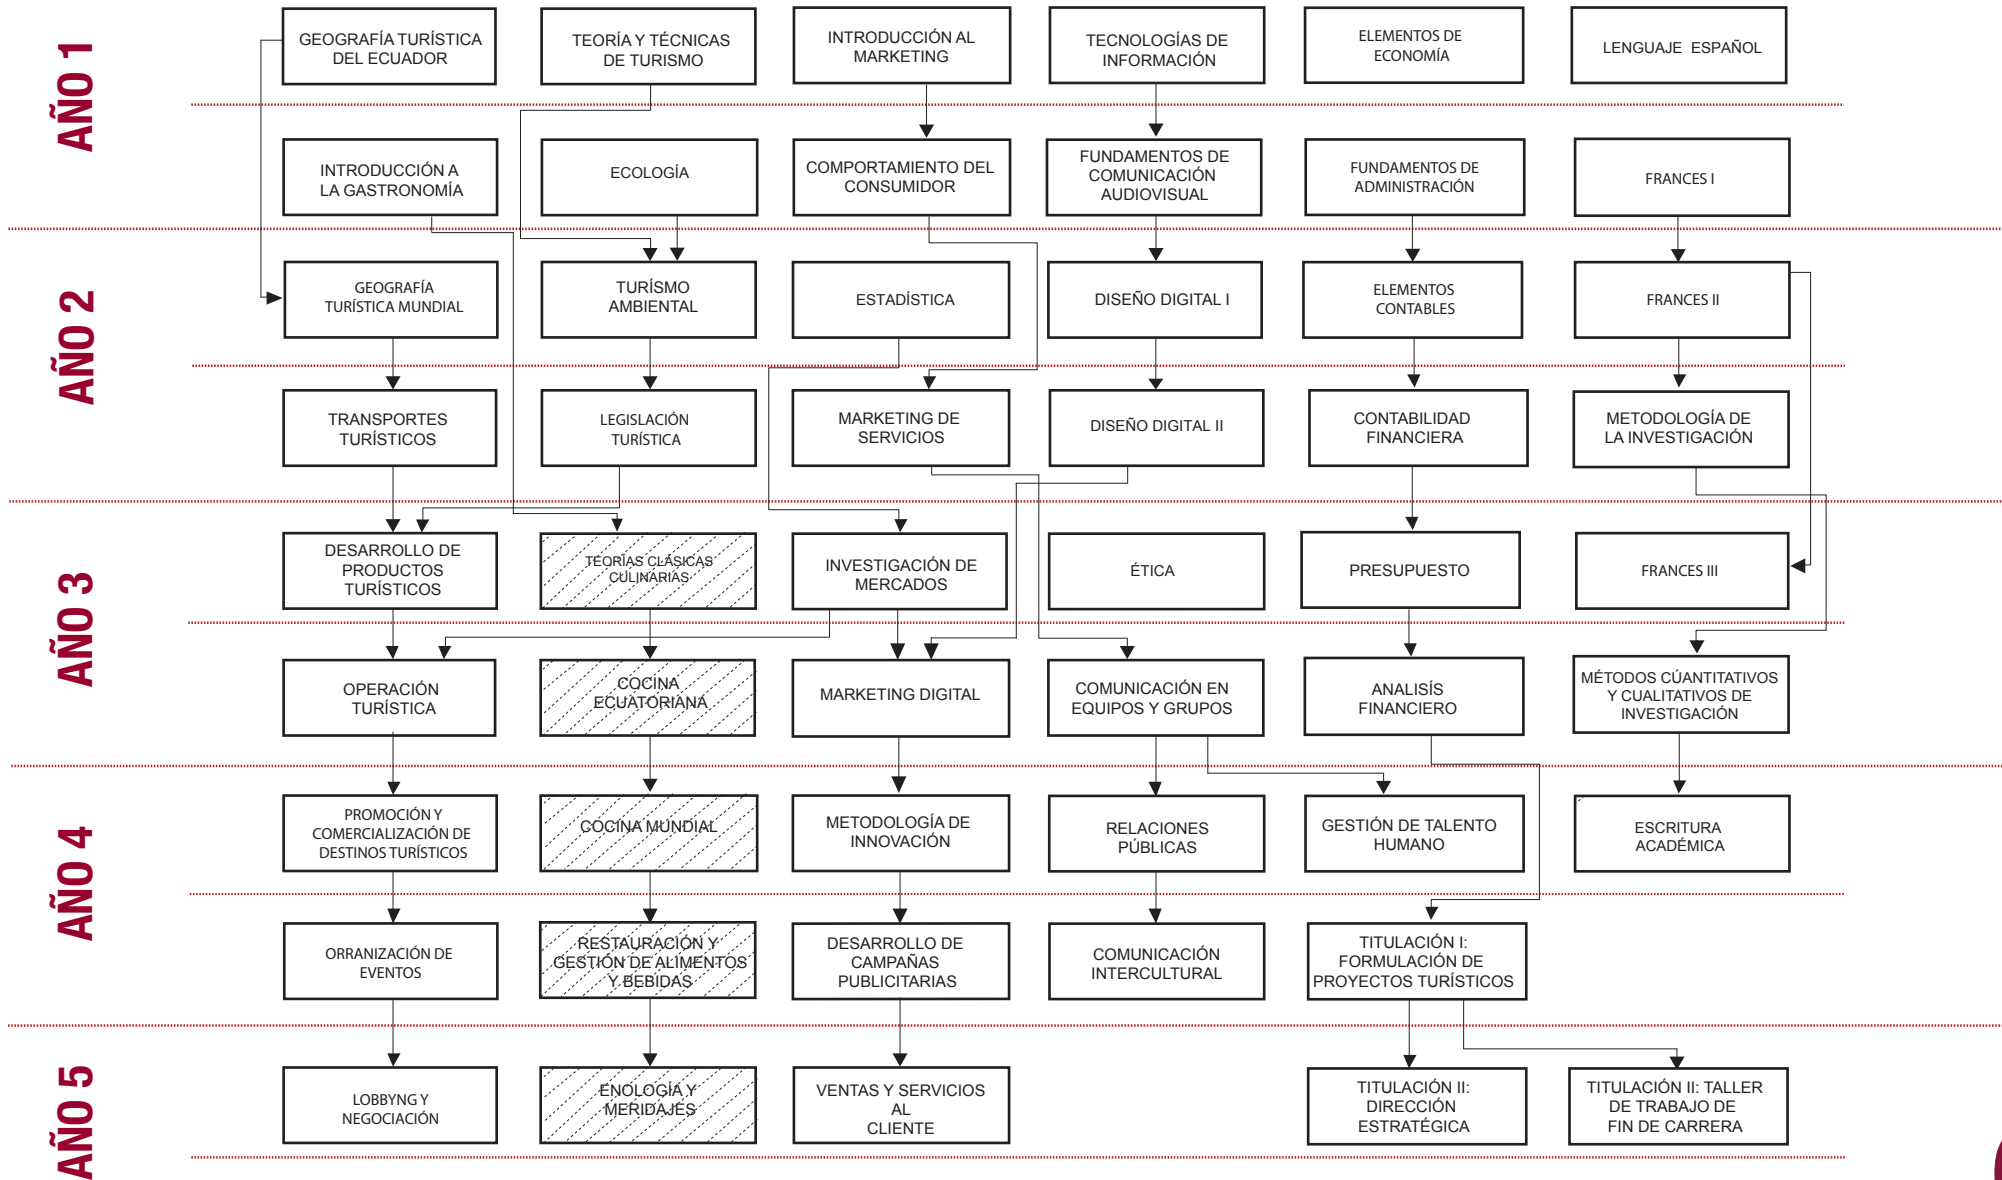 AÑO 1
GEOGRAFÍA TURÍSTICA
DEL ECUADOR
TEORÍA Y TÉCNICAS
DE TURISMO
INTRODUCCIÓN AL
MARKETING
TECNOLOGÍAS DE
INFORMACIÓN
ELEMENTOS DE
ECONOMÍA
LENGUAJE ESPAÑOL
INTRODUCCIÓN A
LA GASTRONOMÍA
ECOLOGÍA
COMPORTAMIENTO DEL
CONSUMIDOR
FUNDAMENTOS DE
COMUNICACIÓN
AUDIOVISUAL
FUNDAMENTOS DE
ADMINISTRACIÓN
FRANCES I
AÑO 2
GEOGRAFÍA
TURÍSTICA MUNDIAL
TURÍSMO
AMBIENTAL
ESTADÍSTICA
DISEÑO DIGITAL I
ELEMENTOS
CONTABLES
FRANCES II
TRANSPORTES
TURÍSTICOS
LEGISLACIÓN
TURÍSTICA
MARKETING DE
SERVICIOS
DISEÑO DIGITAL II
CONTABILIDAD
FINANCIERA
METODOLOGÍA DE
LA INVESTIGACIÓN
AÑO 3
DESARROLLO DE
PRODUCTOS
TURÍSTICOS
TEORÍAS CLÁSICAS
CULINARIAS
INVESTIGACIÓN DE
MERCADOS
ÉTICA
PRESUPUESTO
FRANCES III
OPERACIÓN
TURÍSTICA
COCINA
ECUATORIANA
MARKETING DIGITAL
COMUNICACIÓN EN
EQUIPOS Y GRUPOS
ANALISÍS
FINANCIERO
MÉTODOS CÚANTITATIVOS
Y CUALITATIVOS DE
INVESTIGACIÓN
AÑO 4
PROMOCIÓN Y
COMERCIALIZACIÓN DE
DESTINOS TURÍSTICOS
COCINA MUNDIAL
METODOLOGÍA DE
INNOVACIÓN
RELACIONES
PÚBLICAS
GESTIÓN DE TALENTO
HUMANO
ESCRITURA
ACADÉMICA
ORRANIZACIÓN DE
EVENTOS
RESTAURACIÓN Y
GESTIÓN DE ALIMENTOS
Y BEBIDAS
DESARROLLO DE
CAMPAÑAS
PUBLICITARIAS
COMUNICACIÓN
INTERCULTURAL
TITULACIÓN I:
FORMULACIÓN DE
PROYECTOS TURÍSTICOS
AÑO 5
LOBBYNG Y
NEGOCIACIÓN
ENOLOGÍA Y
MERIDAJES
VENTAS Y SERVICIOS
AL
CLIENTE
TITULACIÓN II:
DIRECCIÓN
ESTRATÉGICA
TITULACIÓN II: TALLER
DE TRABAJO DE
FIN DE CARRERA